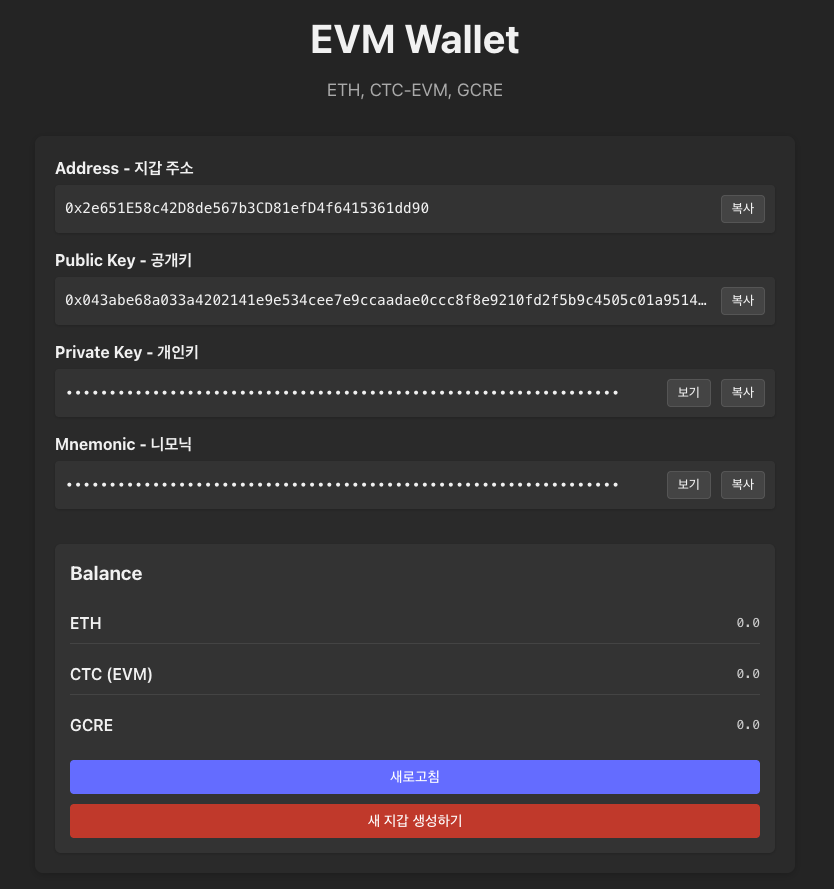 EVM Wallet
ETH, CTC-EVM, GCRE
Address - 지갑 주소
0x2e651E58c42D8de567b3CD81efD4f6415361dd90
복사
Public Key - 공개키
0x043abe68a033a4202141e9e534cee7e9ccaadae0ccc8f8e9210fd2f5b9c4505c01a9514…
복사
Private Key - 개인키
••••••••••••••••••••••••••••••••••••••••••••••••••••••••••••••••
보기
복사
Mnemonic - 니모닉
••••••••••••••••••••••••••••••••••••••••••••••••••••••••••••••••
보기
복사
Balance
ETH
0.0
CTC (EVM)
0.0
GCRE
0.0
새로고침
새 지갑 생성하기